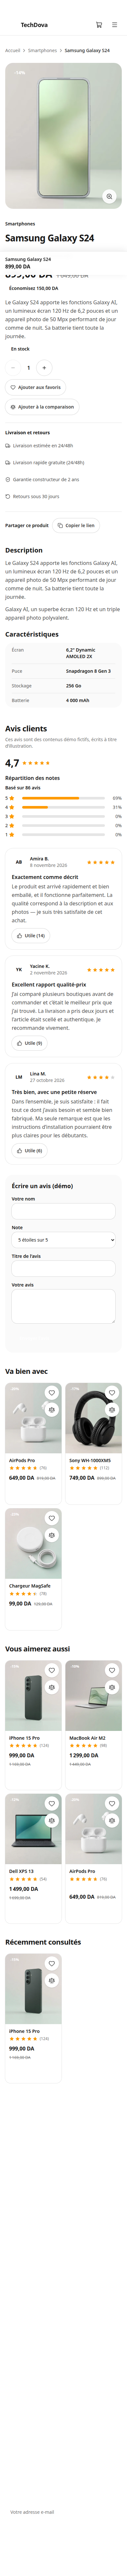 TechDova
Accueil > Smartphones > Samsung Galaxy S24
-14%
Smartphones
Samsung Galaxy S24
Samsung Galaxy S24
899,00 DA
899,00 DA 1 049,00 DA
Économisez 150,00 DA
Le Galaxy S24 apporte les fonctions Galaxy AI, un lumineux écran 120 Hz de 6,2 pouces et un appareil photo de 50 Mpx performant de jour comme de nuit. Sa batterie tient toute la journée.
En stock
− 1 +
Ajouter aux favoris
Ajouter à la comparaison
Livraison et retours
Livraison estimée en 24/48h
Livraison rapide gratuite (24/48h)
Garantie constructeur de 2 ans
Retours sous 30 jours
Partager ce produit Copier le lien
Description
Le Galaxy S24 apporte les fonctions Galaxy AI, un lumineux écran 120 Hz de 6,2 pouces et un appareil photo de 50 Mpx performant de jour comme de nuit. Sa batterie tient toute la journée.
Galaxy AI, un superbe écran 120 Hz et un triple appareil photo polyvalent.
Caractéristiques
Écran 6,2" Dynamic AMOLED 2X
Puce Snapdragon 8 Gen 3
Stockage 256 Go
Batterie 4 000 mAh
Avis clients
Ces avis sont des contenus démo fictifs, écrits à titre d'illustration.
4,7
Répartition des notes
Basé sur 86 avis
5 69%
4 31%
3 0%
2 0%
1 0%
AB Amira B.
8 novembre 2026
Exactement comme décrit
Le produit est arrivé rapidement et bien emballé, et il fonctionne exactement comme décrit. La qualité correspond à ce que annonce — je suis très satisfaite de cet achat.
Utile (14)
YK Yacine K.
2 novembre 2026
Excellent rapport qualité-prix
J'ai comparé plusieurs options avant de commander et c'était le meilleur prix que j'ai trouvé. La livraison a pris deux jours et l'article était scellé et authentique. Je recommande vivement.
Utile (9)
LM Lina M.
27 octobre 2026
Très bien, avec une petite réserve
Dans l'ensemble, je suis satisfaite : il fait tout ce dont j'avais besoin et semble bien fabriqué. Mais une étoile en moins car les instructions d'installation pourraient être plus claires pour les débutants.
Utile (6)
Écrire un avis (démo)
Votre nom
Note
5 étoiles sur 5
Titre de l'avis
Votre avis
Va bien avec
AirPods Pro
(76)
649,00 DA
Sony WH-1000XM5
(112)
749,00 DA
Chargeur MagSafe
(78)
99,00 DA
Vous aimerez aussi
iPhone 15 Pro
(124)
999,00 DA
MacBook Air M2
(98)
1 299,00 DA
Dell XPS 13
(54)
1 499,00 DA
AirPods Pro
(76)
649,00 DA
Récemment consultés
iPhone 15 Pro
(124)
999,00 DA
Votre adresse e-mail